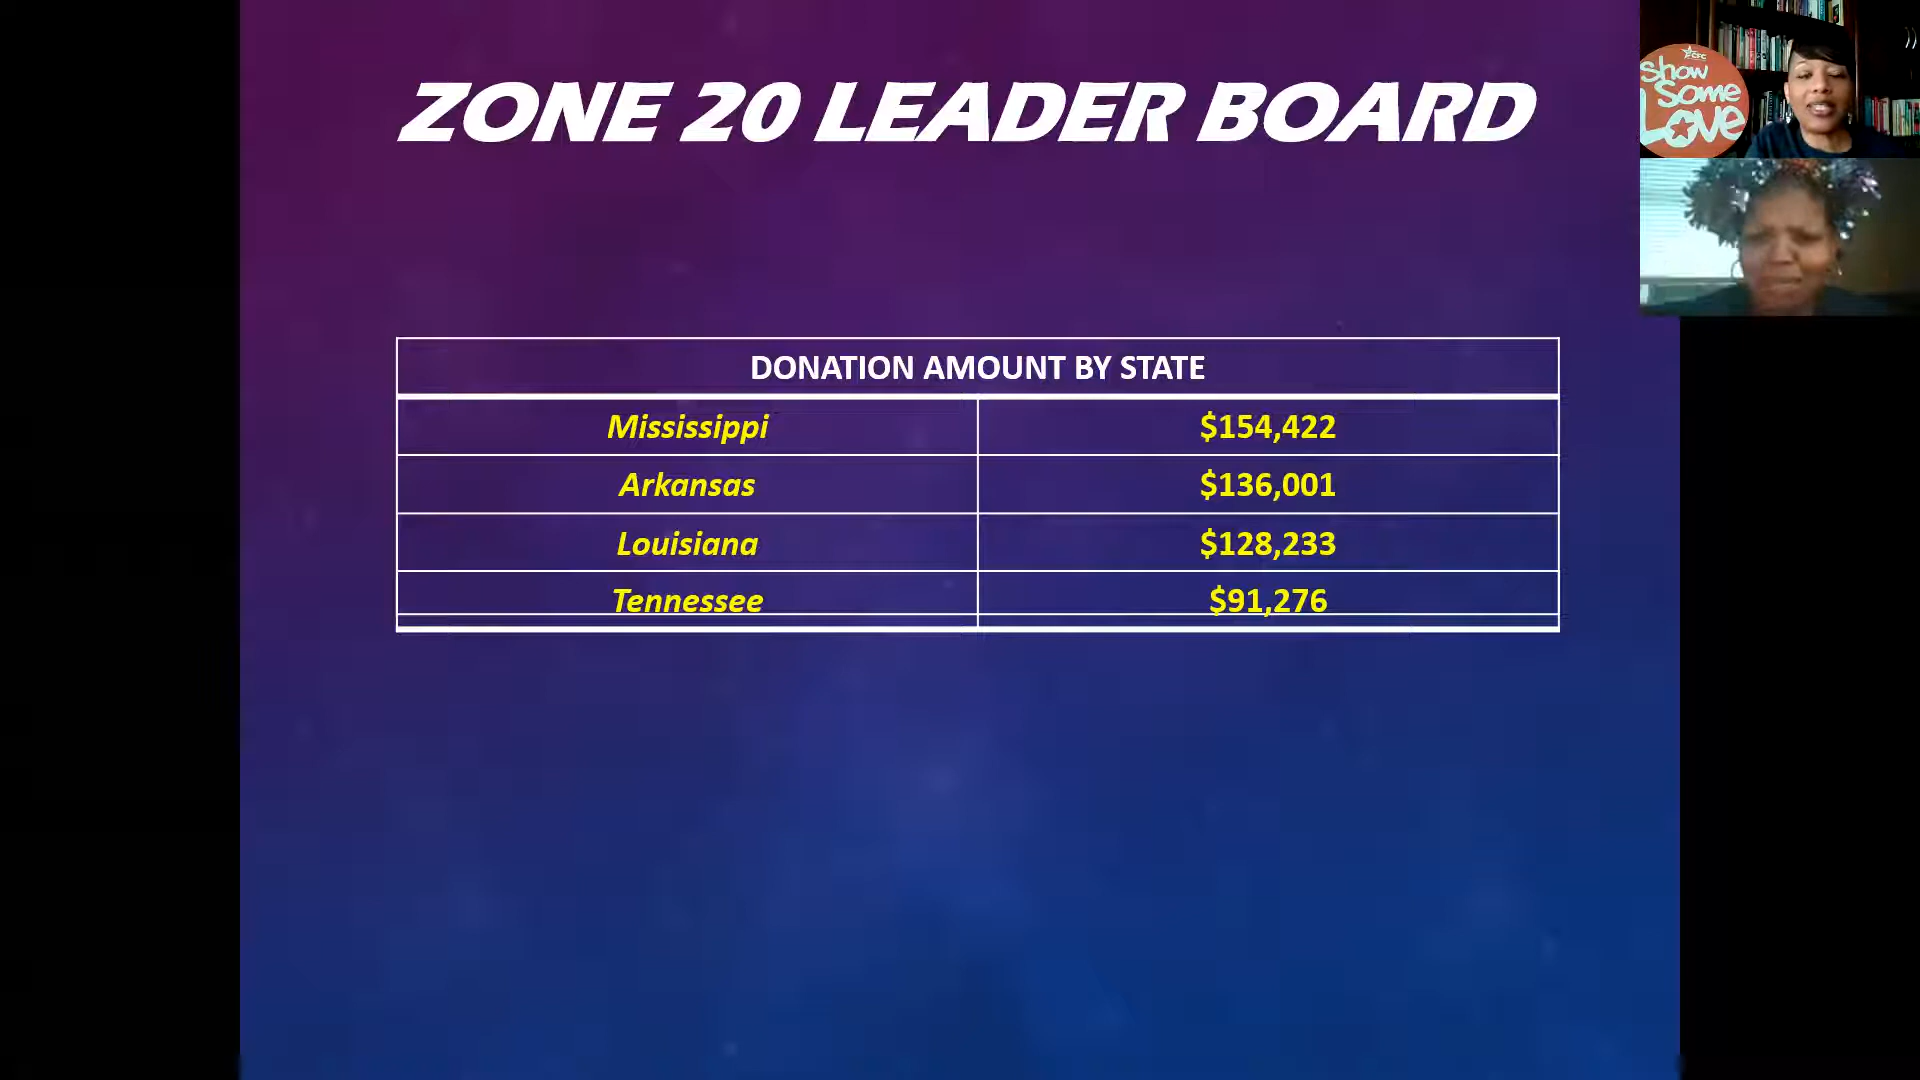 ZONE 20 LEADER BOARD
DONATION AMOUNT BY STATE
Mississippi $154,422
Arkansas $136,001
Louisiana $128,233
Tennessee $91,276
CFC
Show
Some
Love